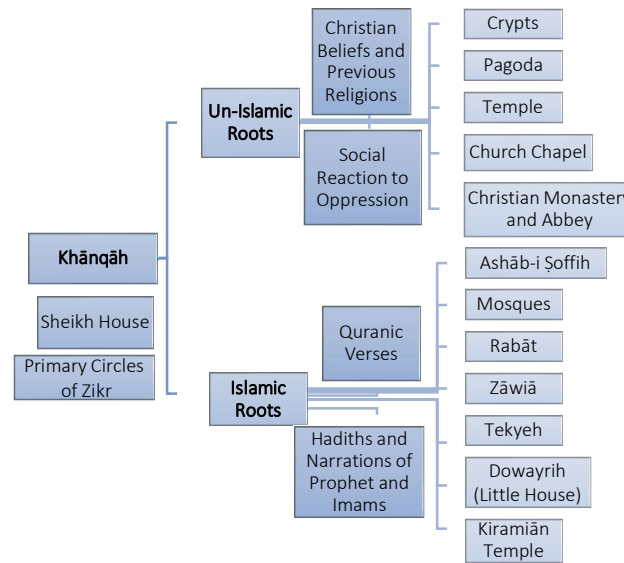 Christian
Beliefs and
Previous
Religions
Un-Islamic
Roots
Social
Reaction to
Oppression
Crypts
Pagoda
Temple
Church Chapel
Christian Monastery
and Abbey
Khānqāh
Sheikh House
Primary Circles
of Zikr
Quranic
Verses
Islamic
Roots
Hadiths and
Narrations of
Prophet and
Imams
Ashāb-i Ṣoffih
Mosques
Rabāt
Zāwiā
Tekyeh
Dowayrih
(Little House)
Kiramiān
Temple